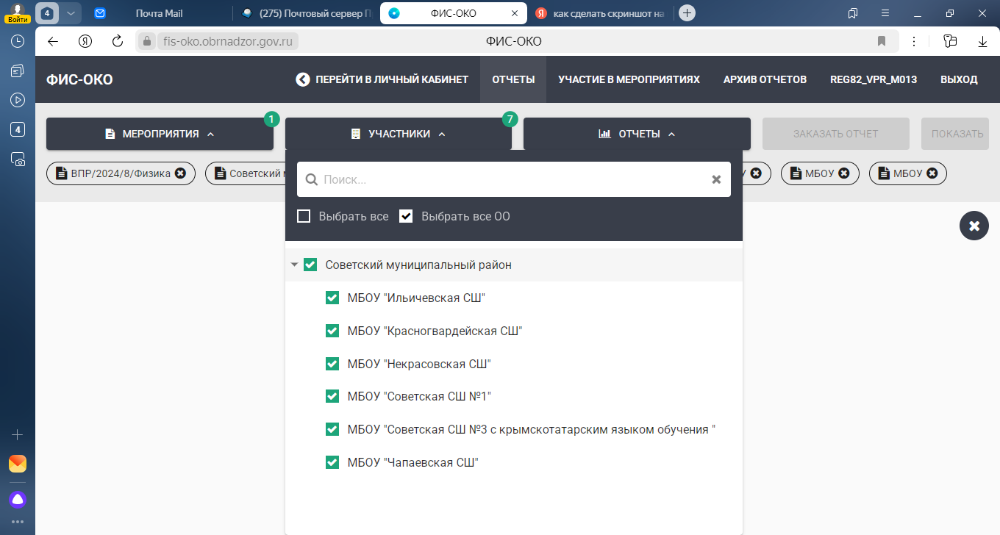 Войти
4
Почта Mail
(275) Почтовый сервер
ФИС-ОКО
как сделать скриншот на
fis-oko.obrnadzor.gov.ru
ФИС-ОКО
ФИС-ОКО
ПЕРЕЙТИ В ЛИЧНЫЙ КАБИНЕТ
ОТЧЕТЫ
УЧАСТИЕ В МЕРОПРИЯТИЯХ
АРХИВ ОТЧЕТОВ
REG82_VPR_M013
ВЫХОД
4
МЕРОПРИЯТИЯ
1
УЧАСТНИКИ
7
ОТЧЕТЫ
ЗАКАЗАТЬ ОТЧЕТ
ПОКАЗАТЬ
ВПР/2024/8/Физика
Советский
МБОУ
МБОУ
Поиск...
Выбрать все
Выбрать все ОО
Советский муниципальный район
МБОУ "Ильичевская СШ"
МБОУ "Красногвардейская СШ"
МБОУ "Некрасовская СШ"
МБОУ "Советская СШ №1"
МБОУ "Советская СШ №3 с крымскотатарским языком обучения "
МБОУ "Чапаевская СШ"